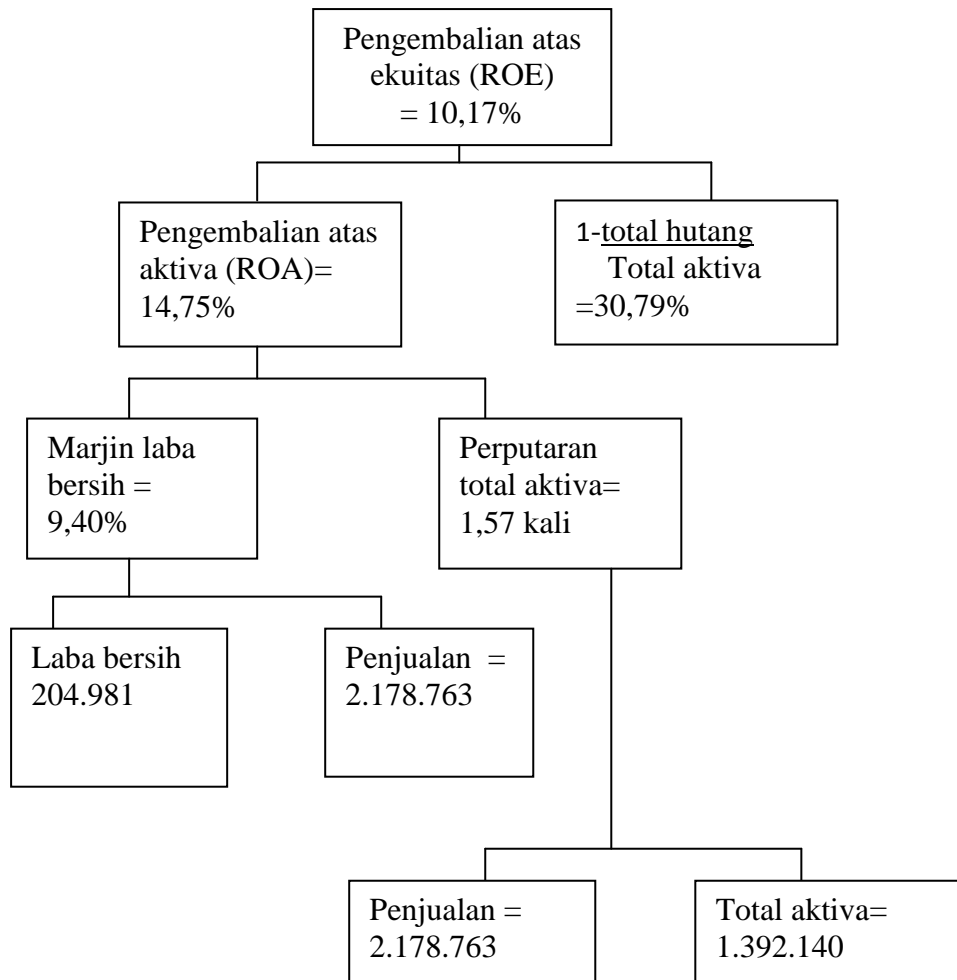 Pengembalian atas
ekuitas (ROE)
= 10,17%
Pengembalian atas
aktiva (ROA)=
14,75%
1-total hutang
Total aktiva
=30,79%
Marjin laba
bersih =
9,40%
Perputaran
total aktiva=
1,57 kali
Laba bersih
204.981
Penjualan =
2.178.763
Penjualan =
2.178.763
Total aktiva=
1.392.140